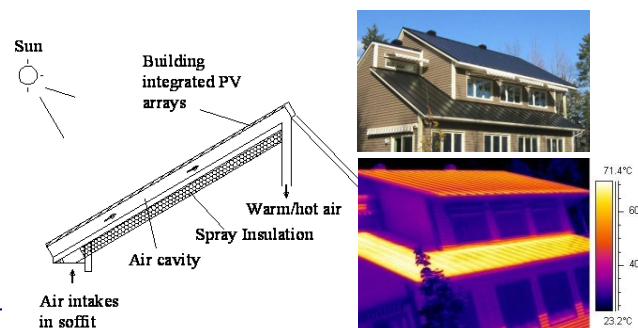 Sun
Building
integrated PV
arrays
Warm/hot air
Spray Insulation
Air cavity
Air intakes
in soffit
71.4°C
60
40
23.2°C